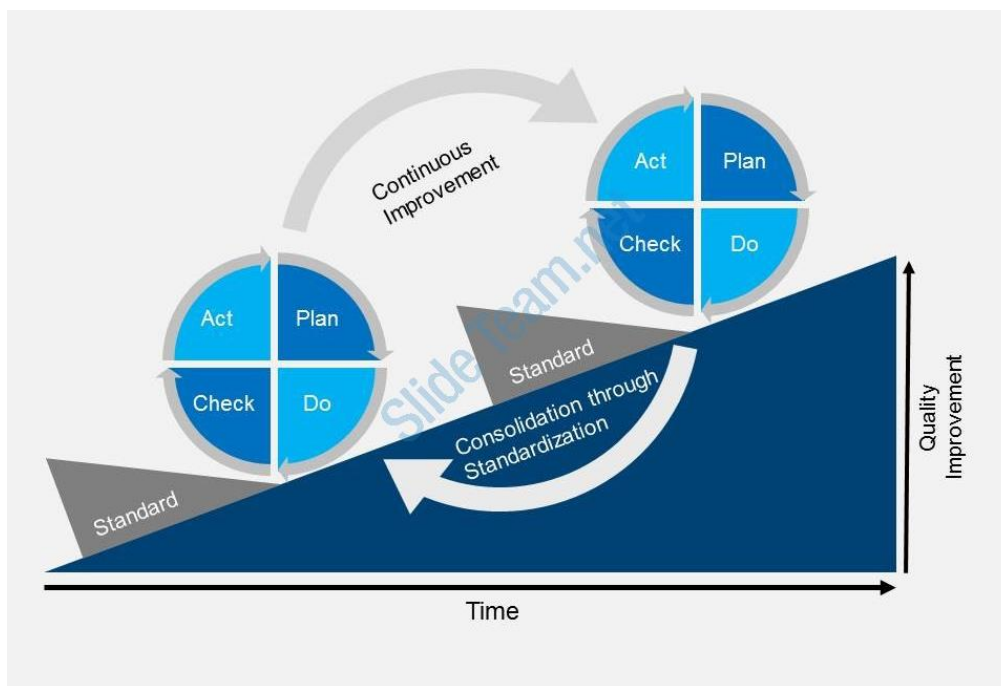 Continuous
Improvement
Act
Plan
Check
Do
Act
Plan
Check
Do
Standard
Consolidation through
Standardization
Standard
Quality
Improvement
Time
SlideTeam.net